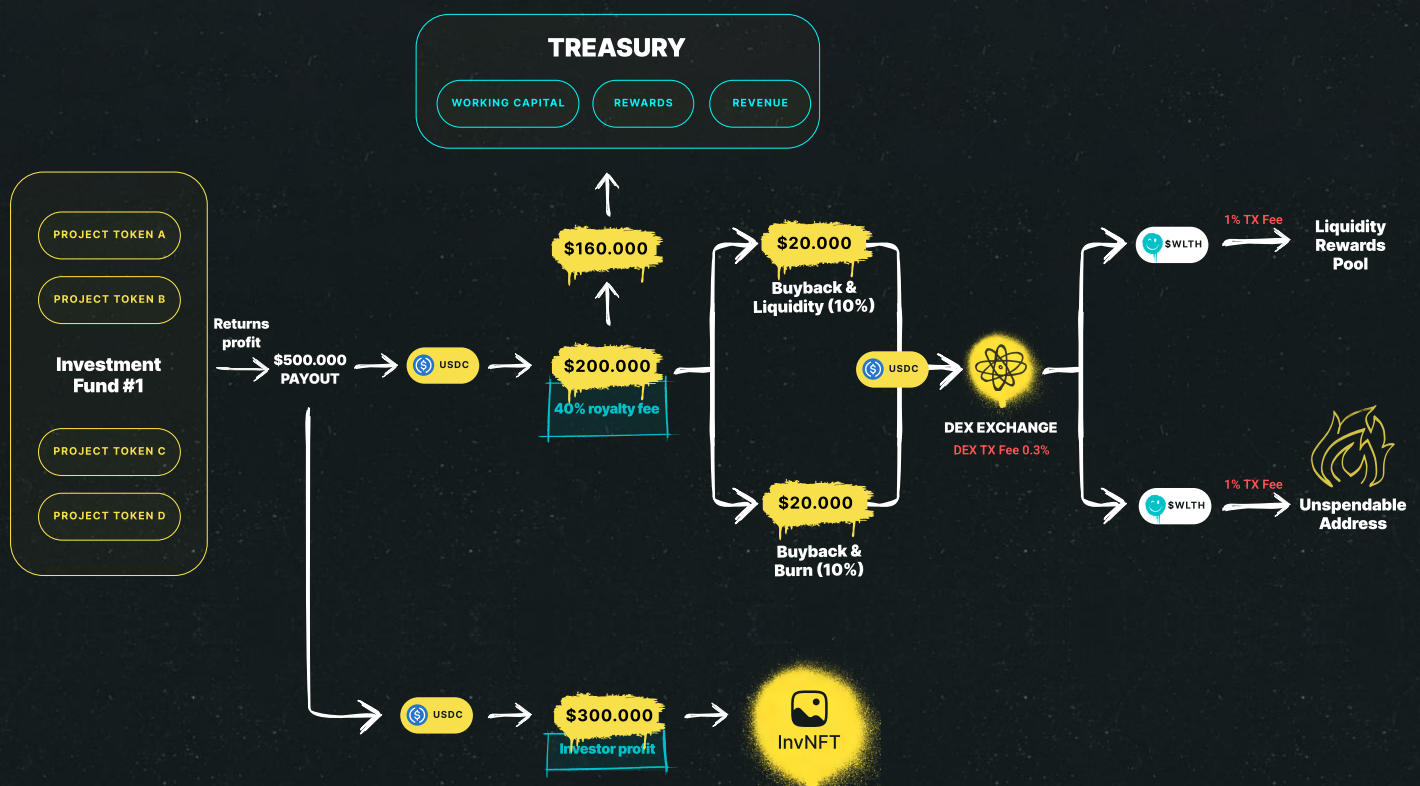 TREASURY
WORKING CAPITAL
REWARDS
REVENUE
PROJECT TOKEN A
PROJECT TOKEN B
Investment
Fund #1
PROJECT TOKEN C
PROJECT TOKEN D
Returns
profit
$500.000
PAYOUT
USDC
$160.000
$200.000
40% royalty fee
$20.000
Buyback &
Liquidity (10%)
$20.000
Buyback &
Burn (10%)
USDC
DEX EXCHANGE
DEX TX Fee 0.3%
$WLTH
1% TX Fee
Liquidity
Rewards
Pool
$WLTH
1% TX Fee
Unspendable
Address
USDC
$300.000
Investor profit
InvNFT